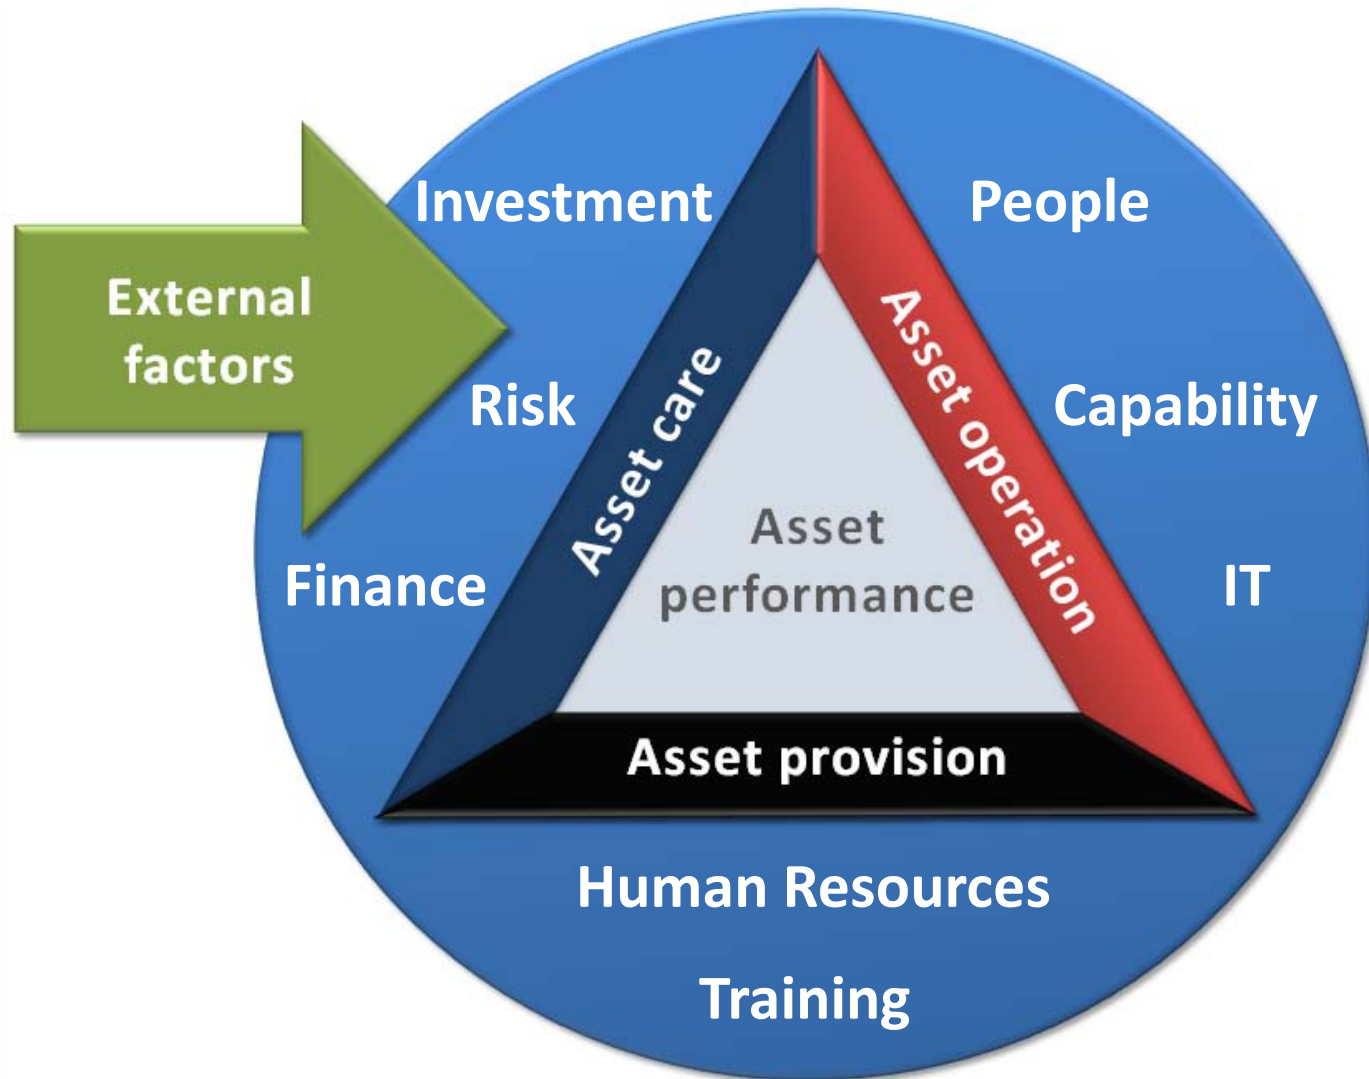 Investment
People
External
factors
Risk
Asset care
Asset operation
Capability
Asset
performance
Finance
IT
Asset provision
Human Resources
Training